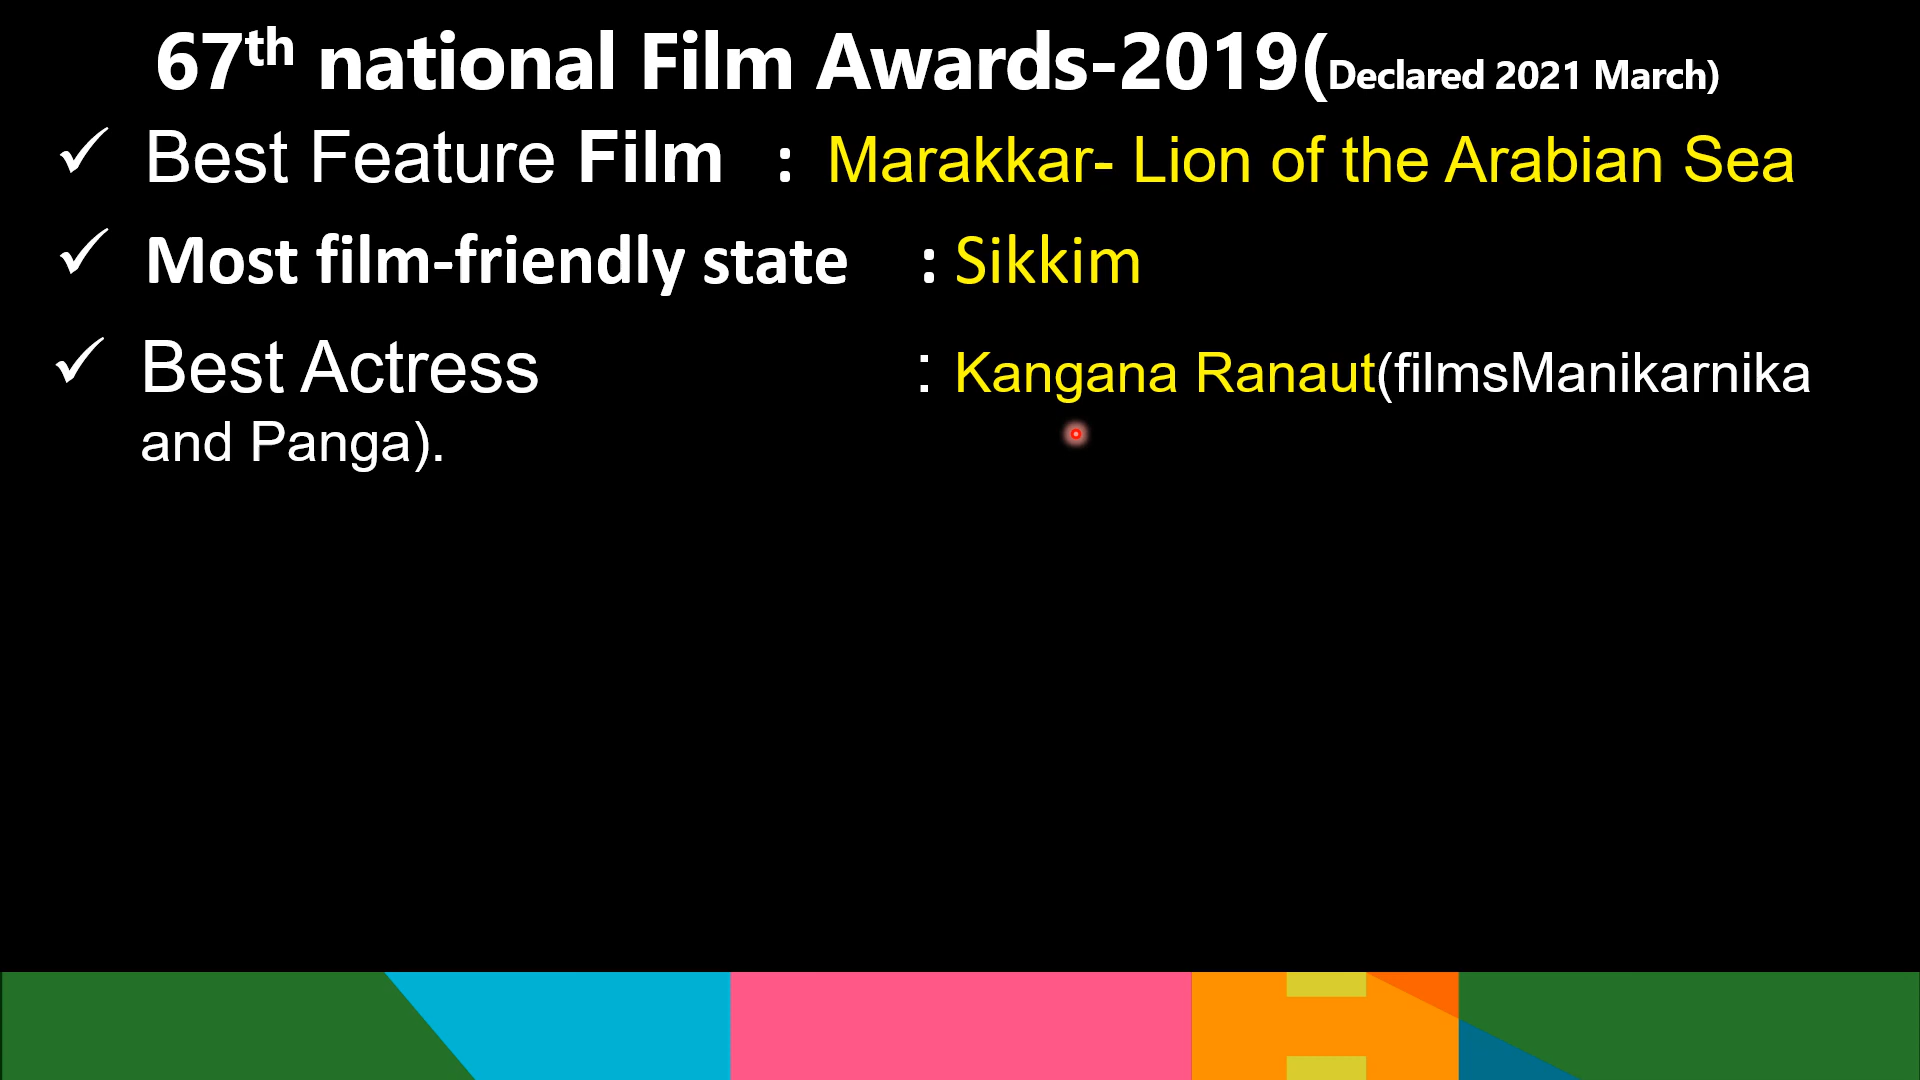 67th national Film Awards-2019(Declared 2021 March)
✓ Best Feature Film : Marakkar- Lion of the Arabian Sea
✓ Most film-friendly state : Sikkim
✓ Best Actress : Kangana Ranaut(filmsManikarnika
and Panga).